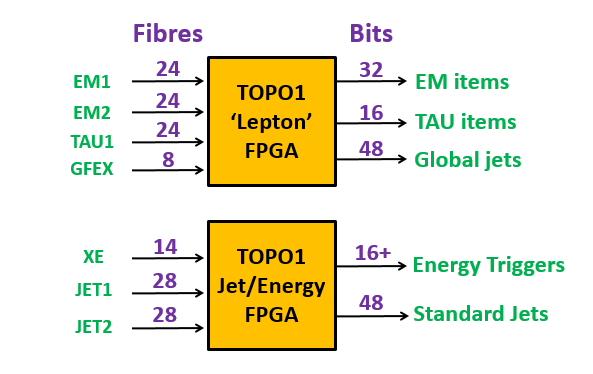 Fibres Bits
EM1 24 TOPO1 32 EM items
EM2 24 ‘Lepton’ 16 TAU items
TAU1 24 FPGA 48 Global jets
GFEX 8
XE 14 TOPO1 16+ Energy Triggers
JET1 28 Jet/Energy 48 Standard Jets
JET2 28 FPGA